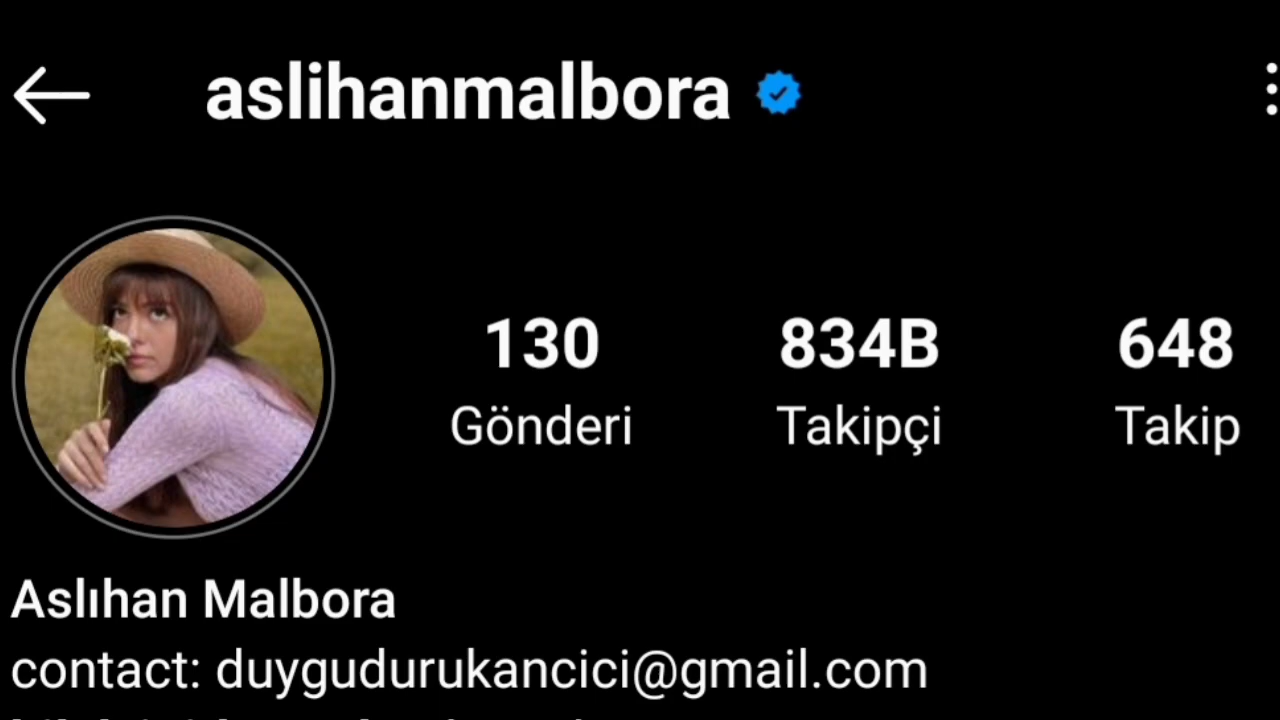 aslihanmalbora
130 834B 648
Gönderi Takipçi Takip
Aslıhan Malbora
contact: duygudurukancici@gmail.com